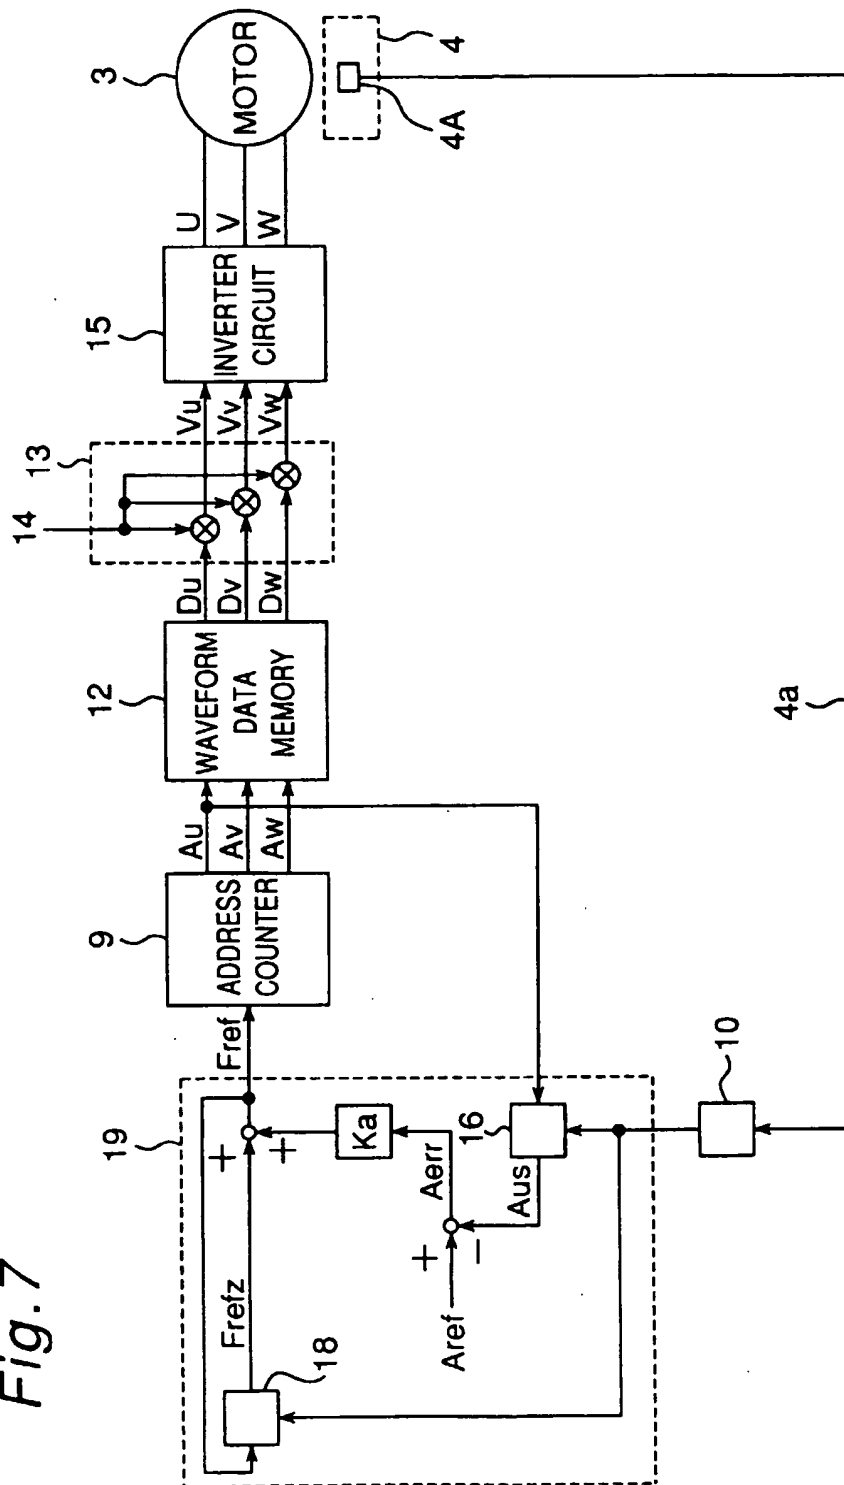 Fig.7
19
Frefz
18
Fref
+
+
Ka
Aerr
+
−
Aref
Aus
16
10
9
ADDRESS
COUNTER
Au
Av
Aw
12
WAVEFORM
DATA
MEMORY
Du
Dv
Dw
14
13
Vu
Vv
Vw
15
INVERTER
CIRCUIT
U
V
W
3
MOTOR
4
4A
4a